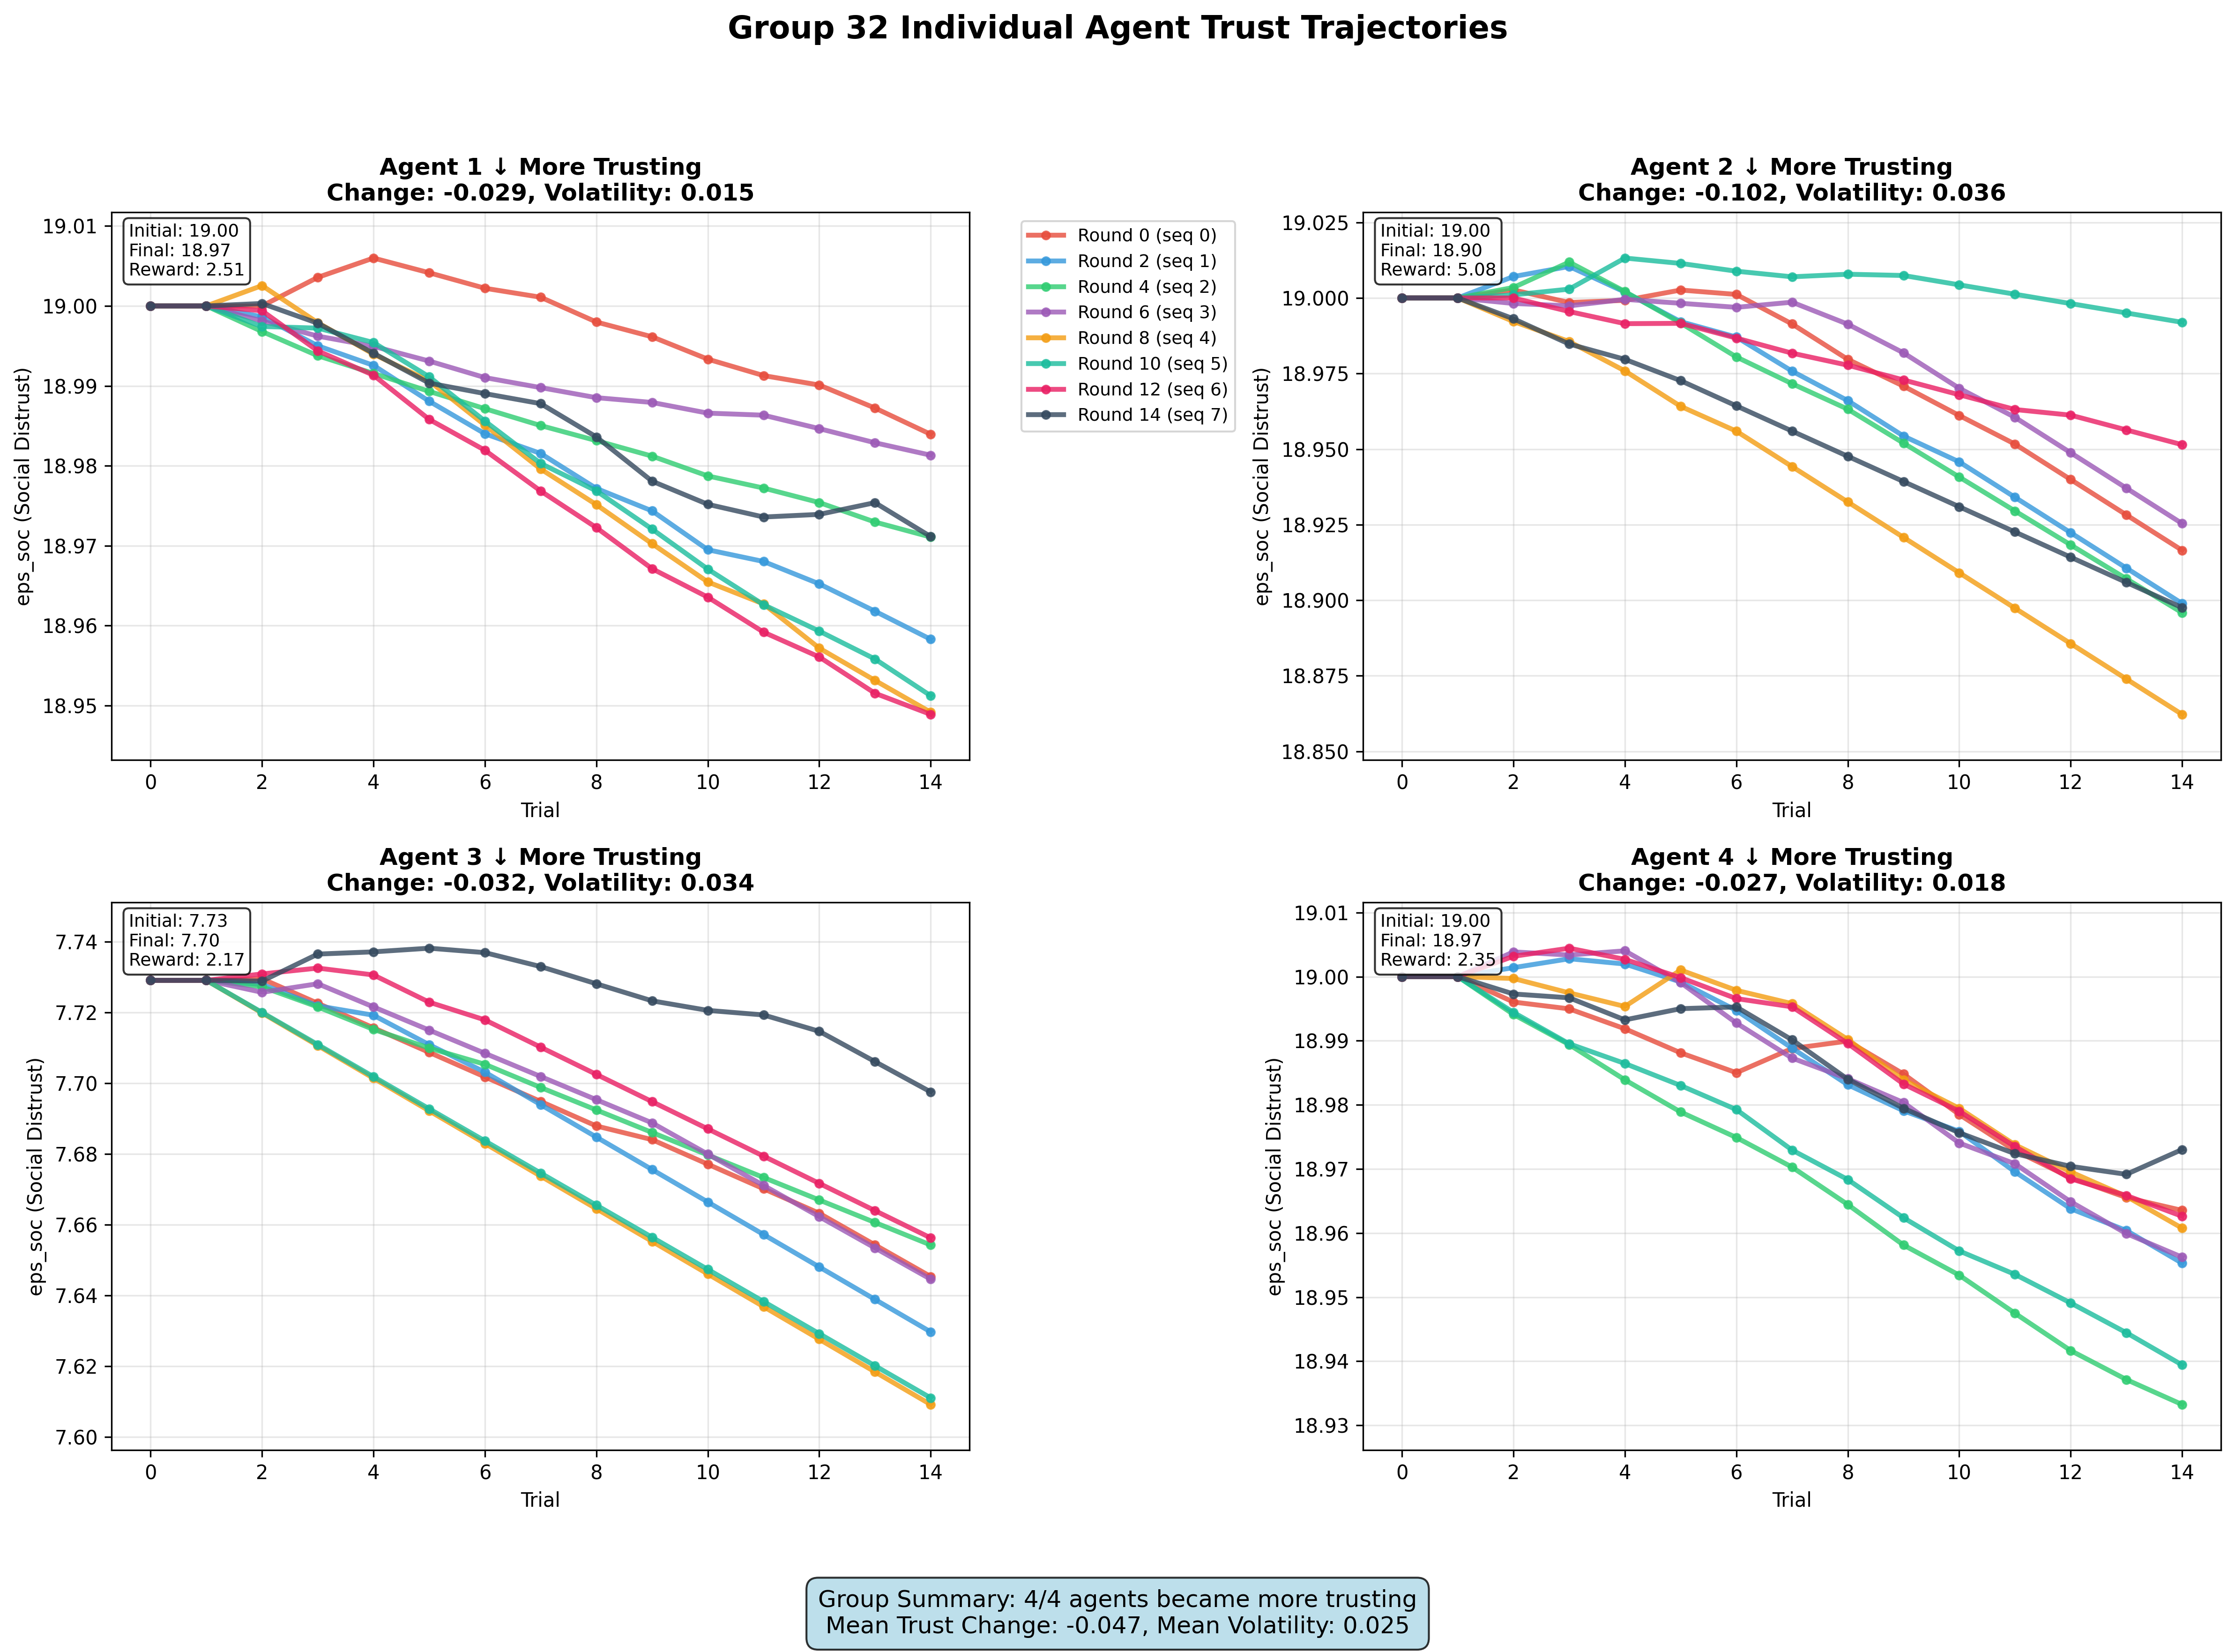 Group 32 Individual Agent Trust Trajectories
Agent 1 ↓ More Trusting
Change: -0.029, Volatility: 0.015
Initial: 19.00
Final: 18.97
Reward: 2.51
eps_soc (Social Distrust)
19.01
19.00
18.99
18.98
18.97
18.96
18.95
0 2 4 6 8 10 12 14
Trial
Round 0 (seq 0)
Round 2 (seq 1)
Round 4 (seq 2)
Round 6 (seq 3)
Round 8 (seq 4)
Round 10 (seq 5)
Round 12 (seq 6)
Round 14 (seq 7)
Agent 2 ↓ More Trusting
Change: -0.102, Volatility: 0.036
Initial: 19.00
Final: 18.90
Reward: 5.08
eps_soc (Social Distrust)
19.025
19.000
18.975
18.950
18.925
18.900
18.875
18.850
0 2 4 6 8 10 12 14
Trial
Agent 3 ↓ More Trusting
Change: -0.032, Volatility: 0.034
Initial: 7.73
Final: 7.70
Reward: 2.17
eps_soc (Social Distrust)
7.74
7.72
7.70
7.68
7.66
7.64
7.62
7.60
0 2 4 6 8 10 12 14
Trial
Agent 4 ↓ More Trusting
Change: -0.027, Volatility: 0.018
Initial: 19.00
Final: 18.97
Reward: 2.35
eps_soc (Social Distrust)
19.01
19.00
18.99
18.98
18.97
18.96
18.95
18.94
18.93
0 2 4 6 8 10 12 14
Trial
Group Summary: 4/4 agents became more trusting
Mean Trust Change: -0.047, Mean Volatility: 0.025